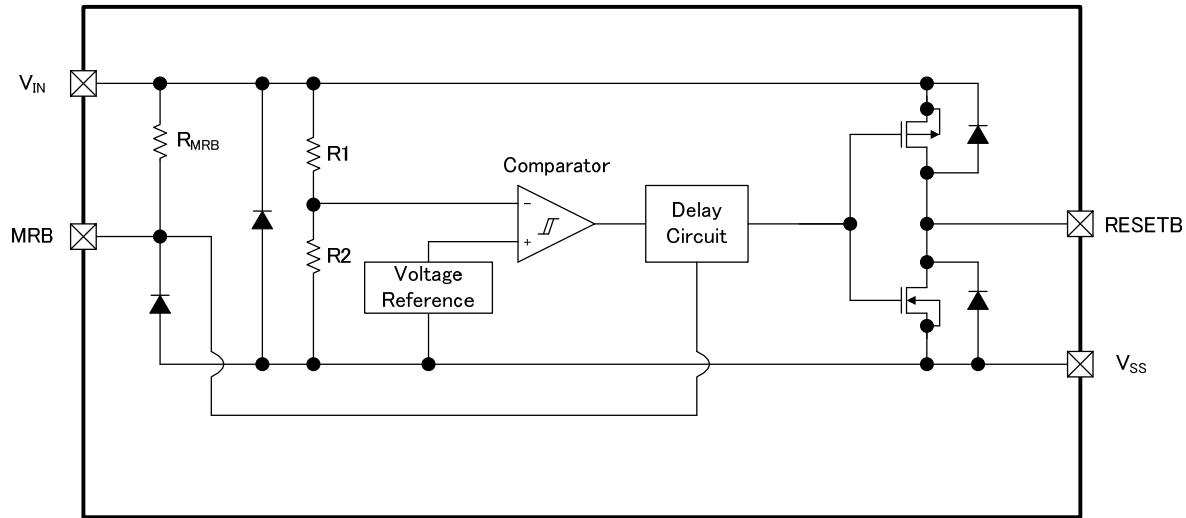 VIN
RMRB
R1
Comparator
MRB
−
Delay
Circuit
RESETB
R2
+
Voltage
Reference
VSS